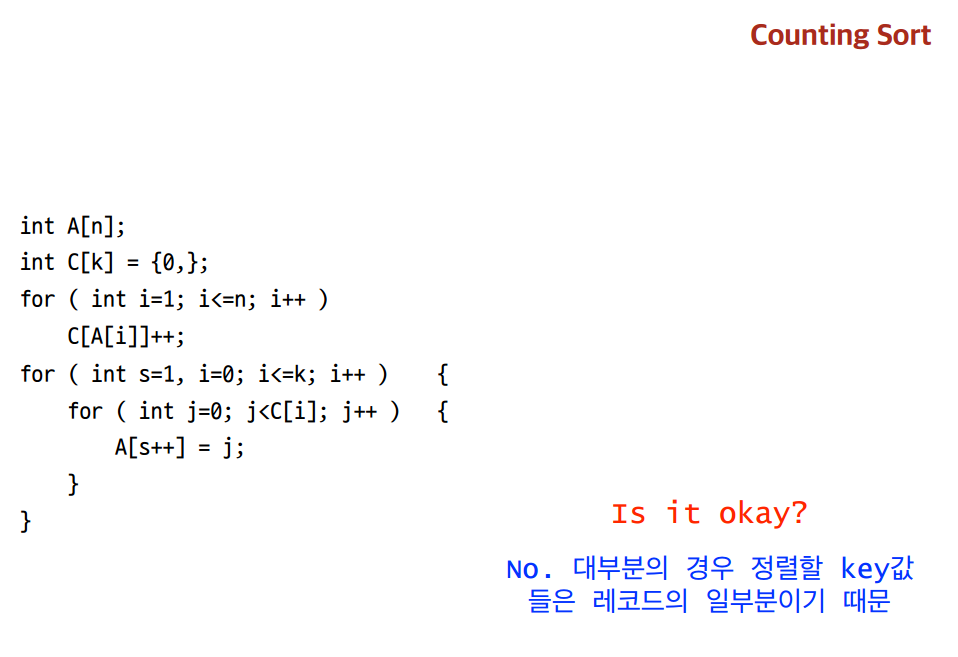 Counting Sort
int A[n];
int C[k] = {0,};
for ( int i=1; i<=n; i++ )
    C[A[i]]++;
for ( int s=1, i=0; i<=k; i++ )    {
    for ( int j=0; j<C[i]; j++ )   {
        A[s++] = j;
    }
}
Is it okay?
No. 대부분의 경우 정렬할 key값
들은 레코드의 일부분이기 때문